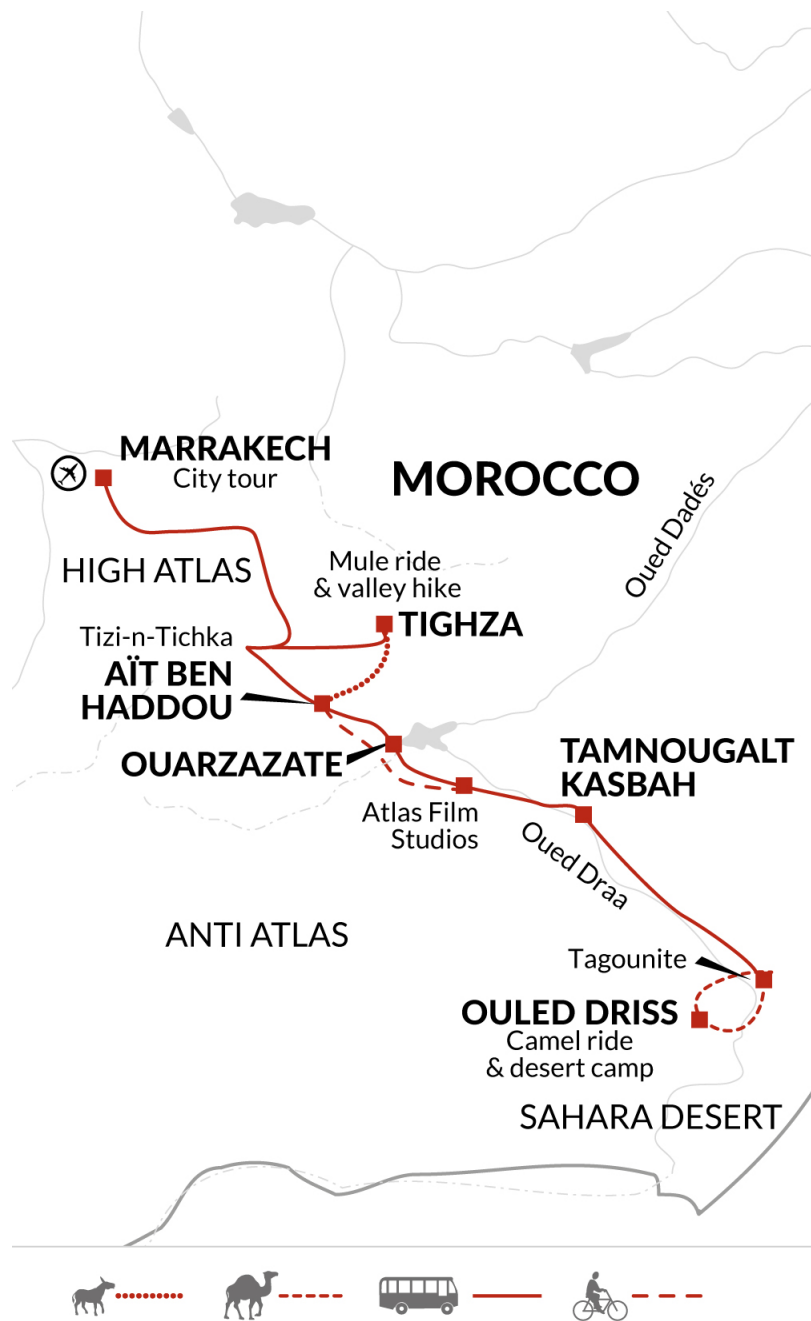 MARRAKECH
City tour
MOROCCO
Oued Dadés
HIGH ATLAS
Mule ride
& valley hike
TIGHZA
Tizi-n-Tichka
AÏT BEN
HADDOU
OUARZAZATE
TAMNOUGALT
KASBAH
Atlas Film
Studios
Oued Draa
ANTI ATLAS
Tagounite
OULED DRISS
Camel ride
& desert camp
SAHARA DESERT